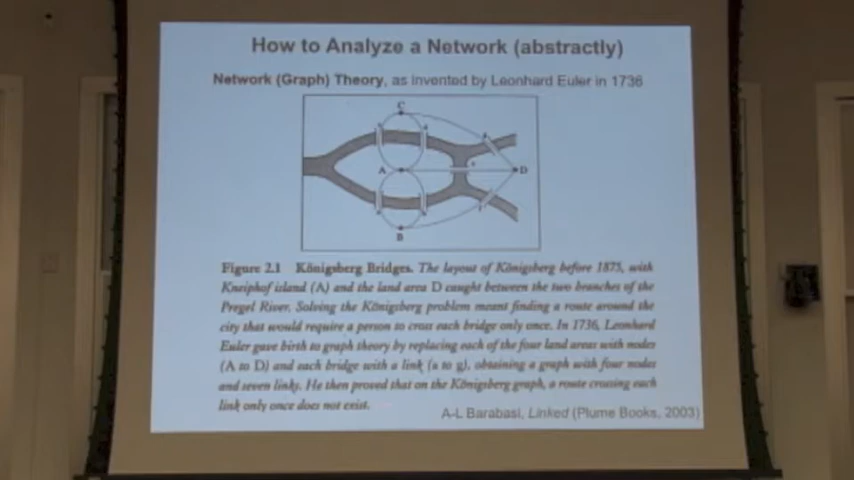 How to Analyze a Network (abstractly)
Network (Graph) Theory, as invented by Leonhard Euler in 1736
C
A
D
B
Figure 2.1 Königsberg Bridges. The layout of Königsberg before 1875, with
Kneiphof island (A) and the land area D caught between the two branches of the
Pregel River. Solving the Königsberg problem meant finding a route around the
city that would require a person to cross each bridge only once. In 1736, Leonhard
Euler gave birth to graph theory by replacing each of the four land areas with nodes
(A to D) and each bridge with a link (a to g), obtaining a graph with four nodes
and seven links. He then proved that on the Königsberg graph, a route crossing each
link only once does not exist.
A-L Barabasi, Linked (Plume Books, 2003)